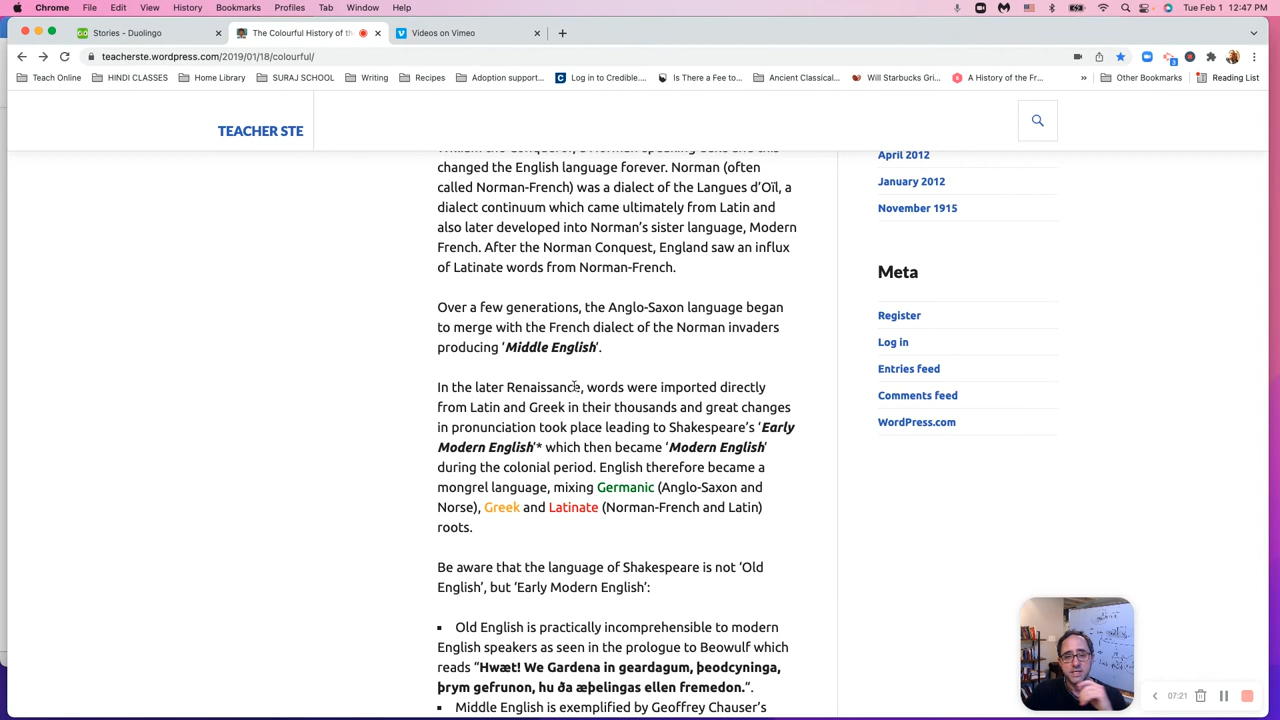 Chrome File Edit View History Bookmarks Profiles Tab Window Help Tue Feb 1 12:47 PM
Stories - Duolingo The Colourful History of th Videos on Vimeo
teacherste.wordpress.com/2019/01/18/colourful/
Teach Online HINDI CLASSES Home Library SURAJ SCHOOL Writing Recipes Adoption support... Log in to Credible.... Is There a Fee to... Ancient Classical... Will Starbucks Gri... A History of the Fr... » Other Bookmarks Reading List
TEACHER STE
changed the English language forever. Norman (often
called Norman-French) was a dialect of the Langues d’Oïl, a
dialect continuum which came ultimately from Latin and
also later developed into Norman’s sister language, Modern
French. After the Norman Conquest, England saw an influx
of Latinate words from Norman-French.
Over a few generations, the Anglo-Saxon language began
to merge with the French dialect of the Norman invaders
producing ‘Middle English‘.
In the later Renaissance, words were imported directly
from Latin and Greek in their thousands and great changes
in pronunciation took place leading to Shakespeare’s ‘Early
Modern English‘* which then became ‘Modern English‘
during the colonial period. English therefore became a
mongrel language, mixing Germanic (Anglo-Saxon and
Norse), Greek and Latinate (Norman-French and Latin)
roots.
Be aware that the language of Shakespeare is not ‘Old
English’, but ‘Early Modern English’:
▪ Old English is practically incomprehensible to modern
English speakers as seen in the prologue to Beowulf which
reads “Hwæt! We Gardena in geardagum, þeodcyninga,
þrym gefrunon, hu ða æþelingas ellen fremedon.“.
▪ Middle English is exemplified by Geoffrey Chauser’s
April 2012
January 2012
November 1915
Meta
Register
Log in
Entries feed
Comments feed
WordPress.com
07:21